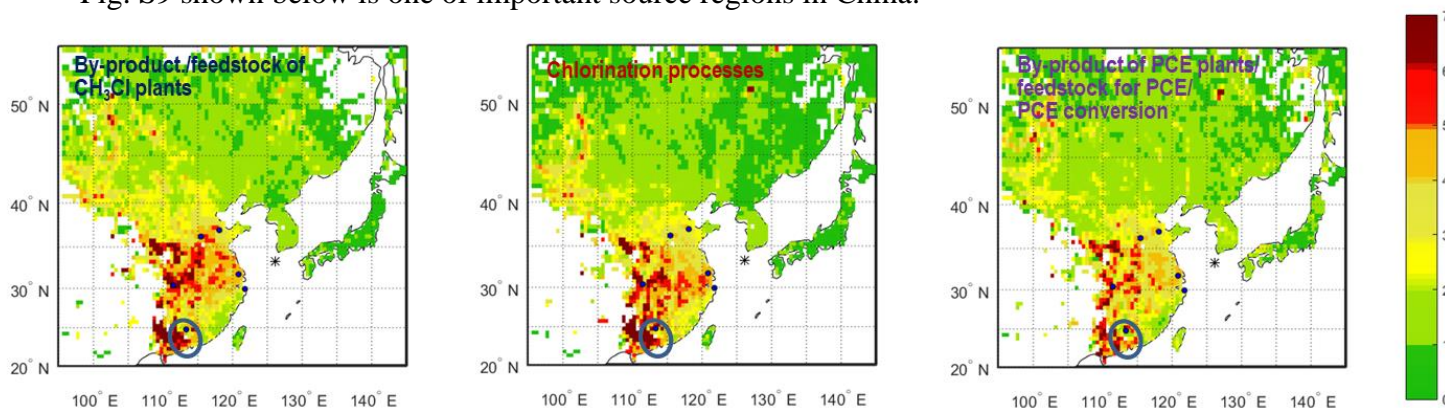 Fig. S9 shown below is one of important source regions in China.
By-product /feedstock of
CH₃Cl plants
Chlorination processes
By-product of PCE plants/
feedstock for PCE/
PCE conversion
50° N
40° N
30° N
20° N
100° E 110° E 120° E 130° E 140° E
50° N
40° N
30° N
20° N
100° E 110° E 120° E 130° E 140° E
50° N
40° N
30° N
20° N
100° E 110° E 120° E 130° E 140° E